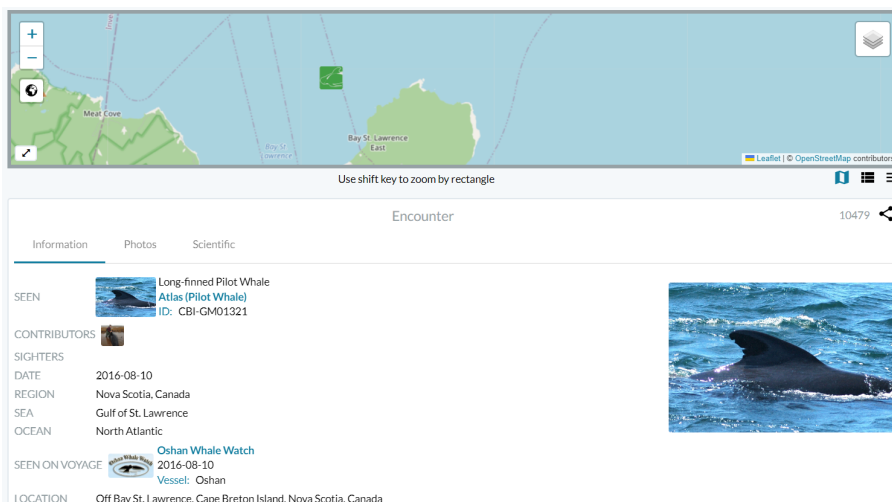 +
−
Meat Cove
Bay St.
Lawrence
Bay St. Lawrence
East
Leaflet | © OpenStreetMap contributors
Use shift key to zoom by rectangle
Encounter
10479
Information Photos Scientific
SEEN
Long-finned Pilot Whale
Atlas (Pilot Whale)
ID: CBI-GM01321
CONTRIBUTORS
SIGHTERS
DATE 2016-08-10
REGION Nova Scotia, Canada
SEA Gulf of St. Lawrence
OCEAN North Atlantic
SEEN ON VOYAGE
Oshan Whale Watch
Oshan Whale Watch
2016-08-10
Vessel: Oshan
LOCATION Off Bay St. Lawrence, Cape Breton Island, Nova Scotia, Canada